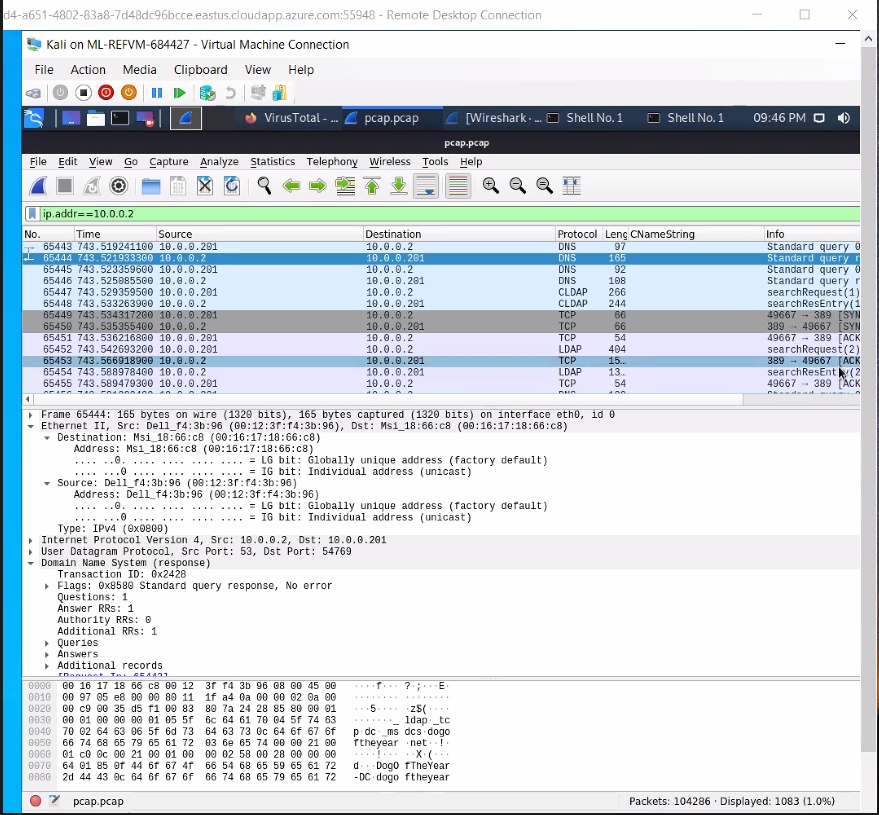 d4-a651-4802-83a8-7d48dc96bcce.eastus.cloudapp.azure.com:55948 - Remote Desktop Connection
Kali on ML-REFVM-684427 - Virtual Machine Connection
File Action Media Clipboard View Help
VirusTotal - ... pcap.pcap [Wireshark · ... Shell No. 1 Shell No. 1 09:46 PM
pcap.pcap
File Edit View Go Capture Analyze Statistics Telephony Wireless Tools Help
ip.addr==10.0.0.2
No. Time Source Destination Protocol Leng CNameString Info
65443 743.519241100 10.0.0.201 10.0.0.2 DNS 97 Standard query 0
65444 743.521933300 10.0.0.2 10.0.0.201 DNS 165 Standard query r
65445 743.523359600 10.0.0.201 10.0.0.2 DNS 92 Standard query 0
65446 743.525085500 10.0.0.2 10.0.0.201 DNS 108 Standard query r
65447 743.529359500 10.0.0.201 10.0.0.2 CLDAP 266 searchRequest(1)
65448 743.533263900 10.0.0.2 10.0.0.201 CLDAP 244 searchResEntry(1
65449 743.534317200 10.0.0.201 10.0.0.2 TCP 66 49667 → 389 [SYN
65450 743.535355400 10.0.0.2 10.0.0.201 TCP 66 389 → 49667 [SYN
65451 743.536216800 10.0.0.201 10.0.0.2 TCP 54 49667 → 389 [ACK
65452 743.542693200 10.0.0.201 10.0.0.2 LDAP 404 searchRequest(2)
65453 743.566918900 10.0.0.2 10.0.0.201 TCP 15… 389 → 49667 [ACK
65454 743.588978400 10.0.0.2 10.0.0.201 LDAP 13… searchResEntry(2
65455 743.589479300 10.0.0.201 10.0.0.2 TCP 54 49667 → 389 [ACK
Frame 65444: 165 bytes on wire (1320 bits), 165 bytes captured (1320 bits) on interface eth0, id 0
Ethernet II, Src: Dell_f4:3b:96 (00:12:3f:f4:3b:96), Dst: Msi_18:66:c8 (00:16:17:18:66:c8)
Destination: Msi_18:66:c8 (00:16:17:18:66:c8)
Address: Msi_18:66:c8 (00:16:17:18:66:c8)
.... ..0. .... .... .... .... = LG bit: Globally unique address (factory default)
.... ...0 .... .... .... .... = IG bit: Individual address (unicast)
Source: Dell_f4:3b:96 (00:12:3f:f4:3b:96)
Address: Dell_f4:3b:96 (00:12:3f:f4:3b:96)
.... ..0. .... .... .... .... = LG bit: Globally unique address (factory default)
.... ...0 .... .... .... .... = IG bit: Individual address (unicast)
Type: IPv4 (0x0800)
Internet Protocol Version 4, Src: 10.0.0.2, Dst: 10.0.0.201
User Datagram Protocol, Src Port: 53, Dst Port: 54769
Domain Name System (response)
Transaction ID: 0x2428
Flags: 0x8580 Standard query response, No error
Questions: 1
Answer RRs: 1
Authority RRs: 0
Additional RRs: 1
Queries
Answers
Additional records
[Request In: 65443]
0000 00 16 17 18 66 c8 00 12 3f f4 3b 96 08 00 45 00 ····f··· ?·;···E·
0010 00 97 05 e8 00 00 80 11 1f a4 0a 00 00 02 0a 00 ········ ········
0020 00 c9 00 35 d5 f1 00 83 80 7a 24 28 85 80 00 01 ···5···· ·z$(····
0030 00 01 00 00 00 01 05 5f 6c 64 61 70 04 5f 74 63 ·······_ ldap·_tc
0040 70 02 64 63 06 5f 6d 73 64 63 73 0c 64 6f 67 6f p·dc·_ms dcs·dogo
0050 66 74 68 65 79 65 61 72 03 6e 65 74 00 00 21 00 ftheyear ·net··!·
0060 01 c0 0c 00 21 00 01 00 00 02 58 00 28 00 00 00 ····!··· ··X·(···
0070 64 01 85 0f 44 6f 67 4f 66 54 68 65 59 65 61 72 d···DogO fTheYear
0080 2d 44 43 0c 64 6f 67 6f 66 74 68 65 79 65 61 72 -DC·dogo ftheyear
pcap.pcap Packets: 104286 · Displayed: 1083 (1.0%)